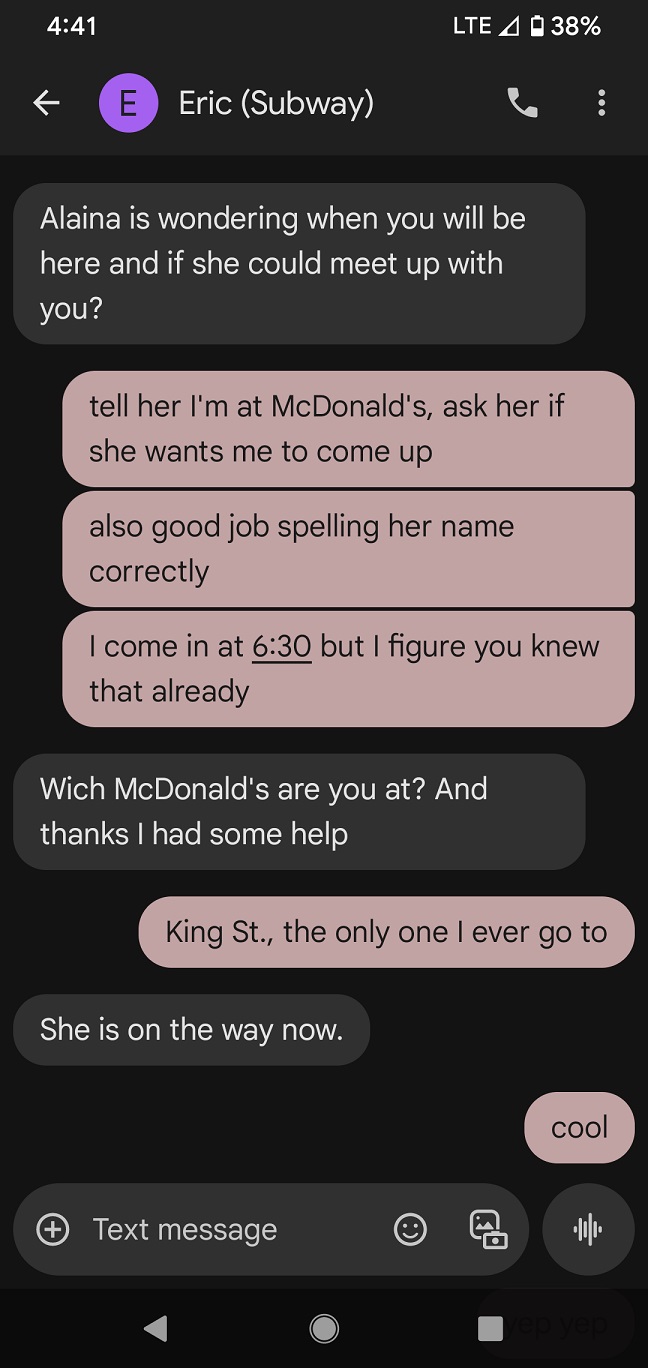 4:41
LTE 38%
E
Eric (Subway)
Alaina is wondering when you will be
here and if she could meet up with
you?
tell her I'm at McDonald's, ask her if
she wants me to come up
also good job spelling her name
correctly
I come in at 6:30 but I figure you knew
that already
Wich McDonald's are you at? And
thanks I had some help
King St., the only one I ever go to
She is on the way now.
cool
Text message
yep yep